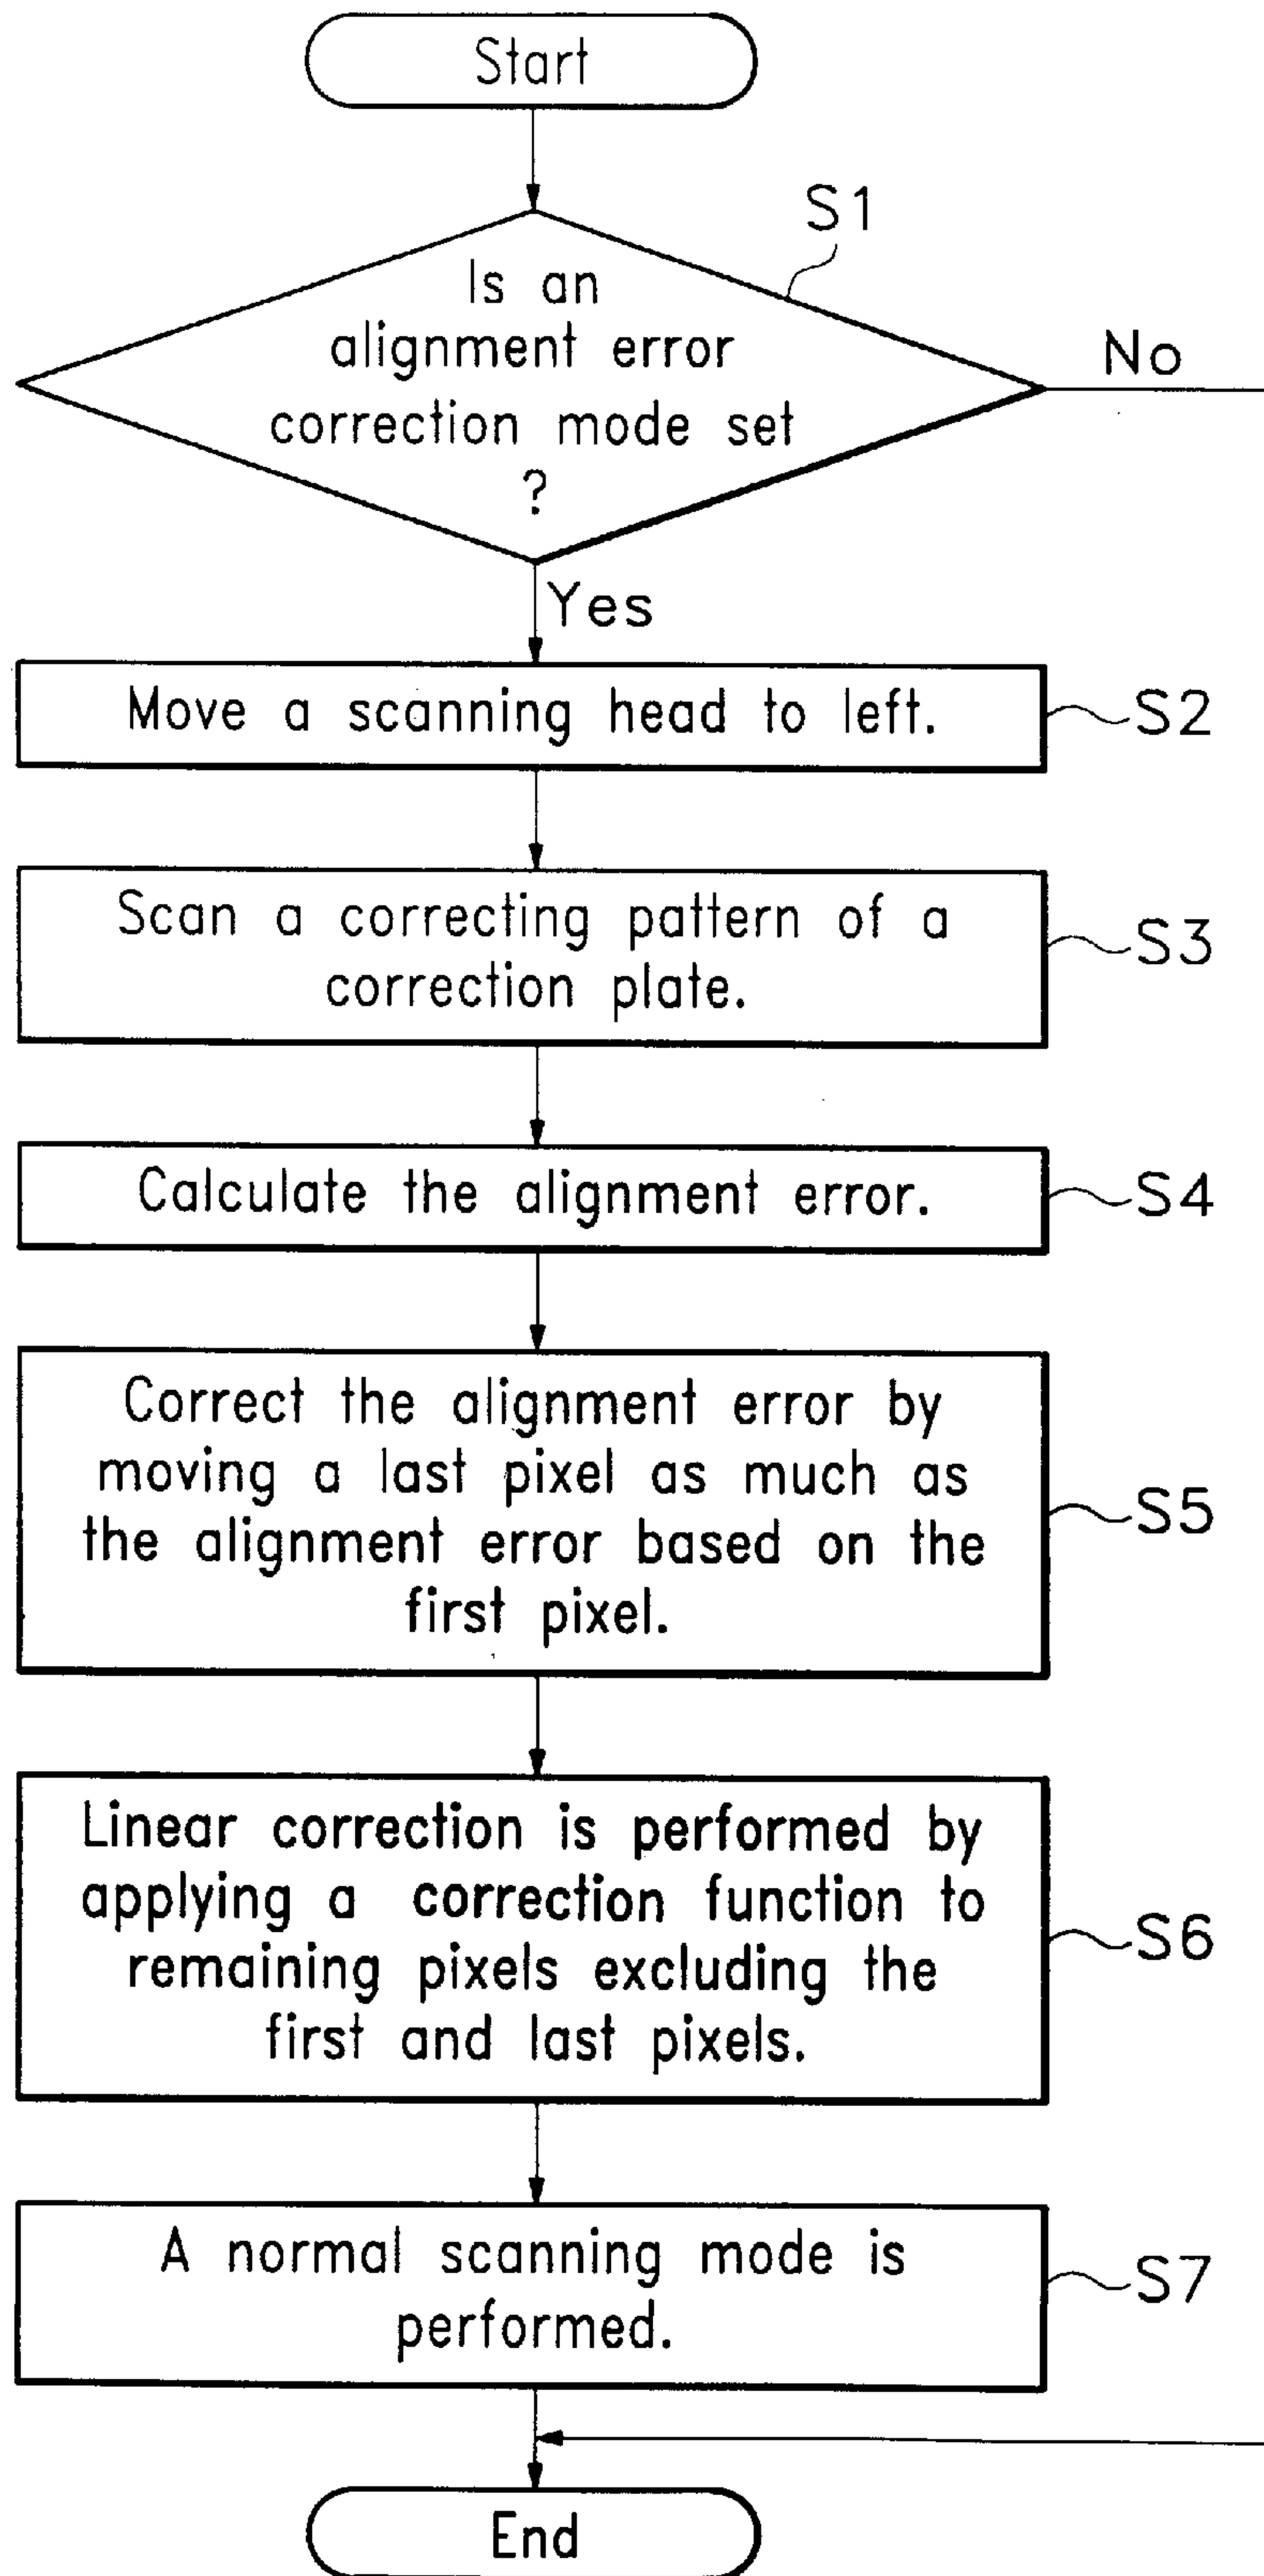 Start
S1
Is an
alignment error
correction mode set
?
No
Yes
Move a scanning head to left.
S2
Scan a correcting pattern of a
correction plate.
S3
Calculate the alignment error.
S4
Correct the alignment error by
moving a last pixel as much as
the alignment error based on the
first pixel.
S5
Linear correction is performed by
applying a correction function to
remaining pixels excluding the
first and last pixels.
S6
A normal scanning mode is
performed.
S7
End